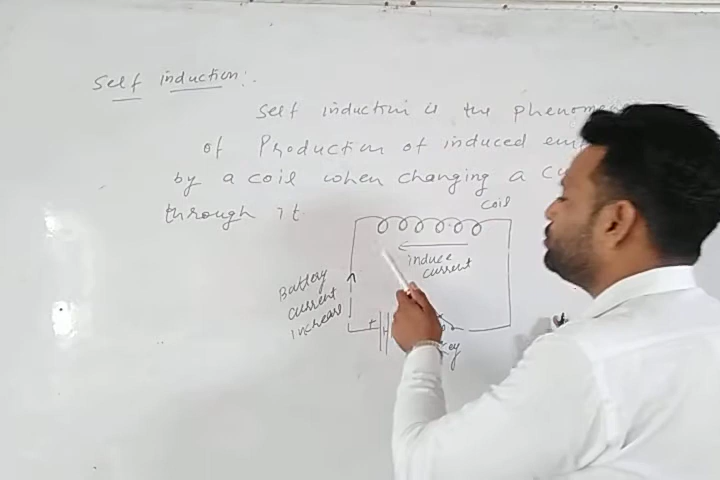 Self induction:.
Self induction is the phenomen
of Production of induced em
by a coil when changing a cu
through it
coil
induce
current
Battery
current
increase
+
ey